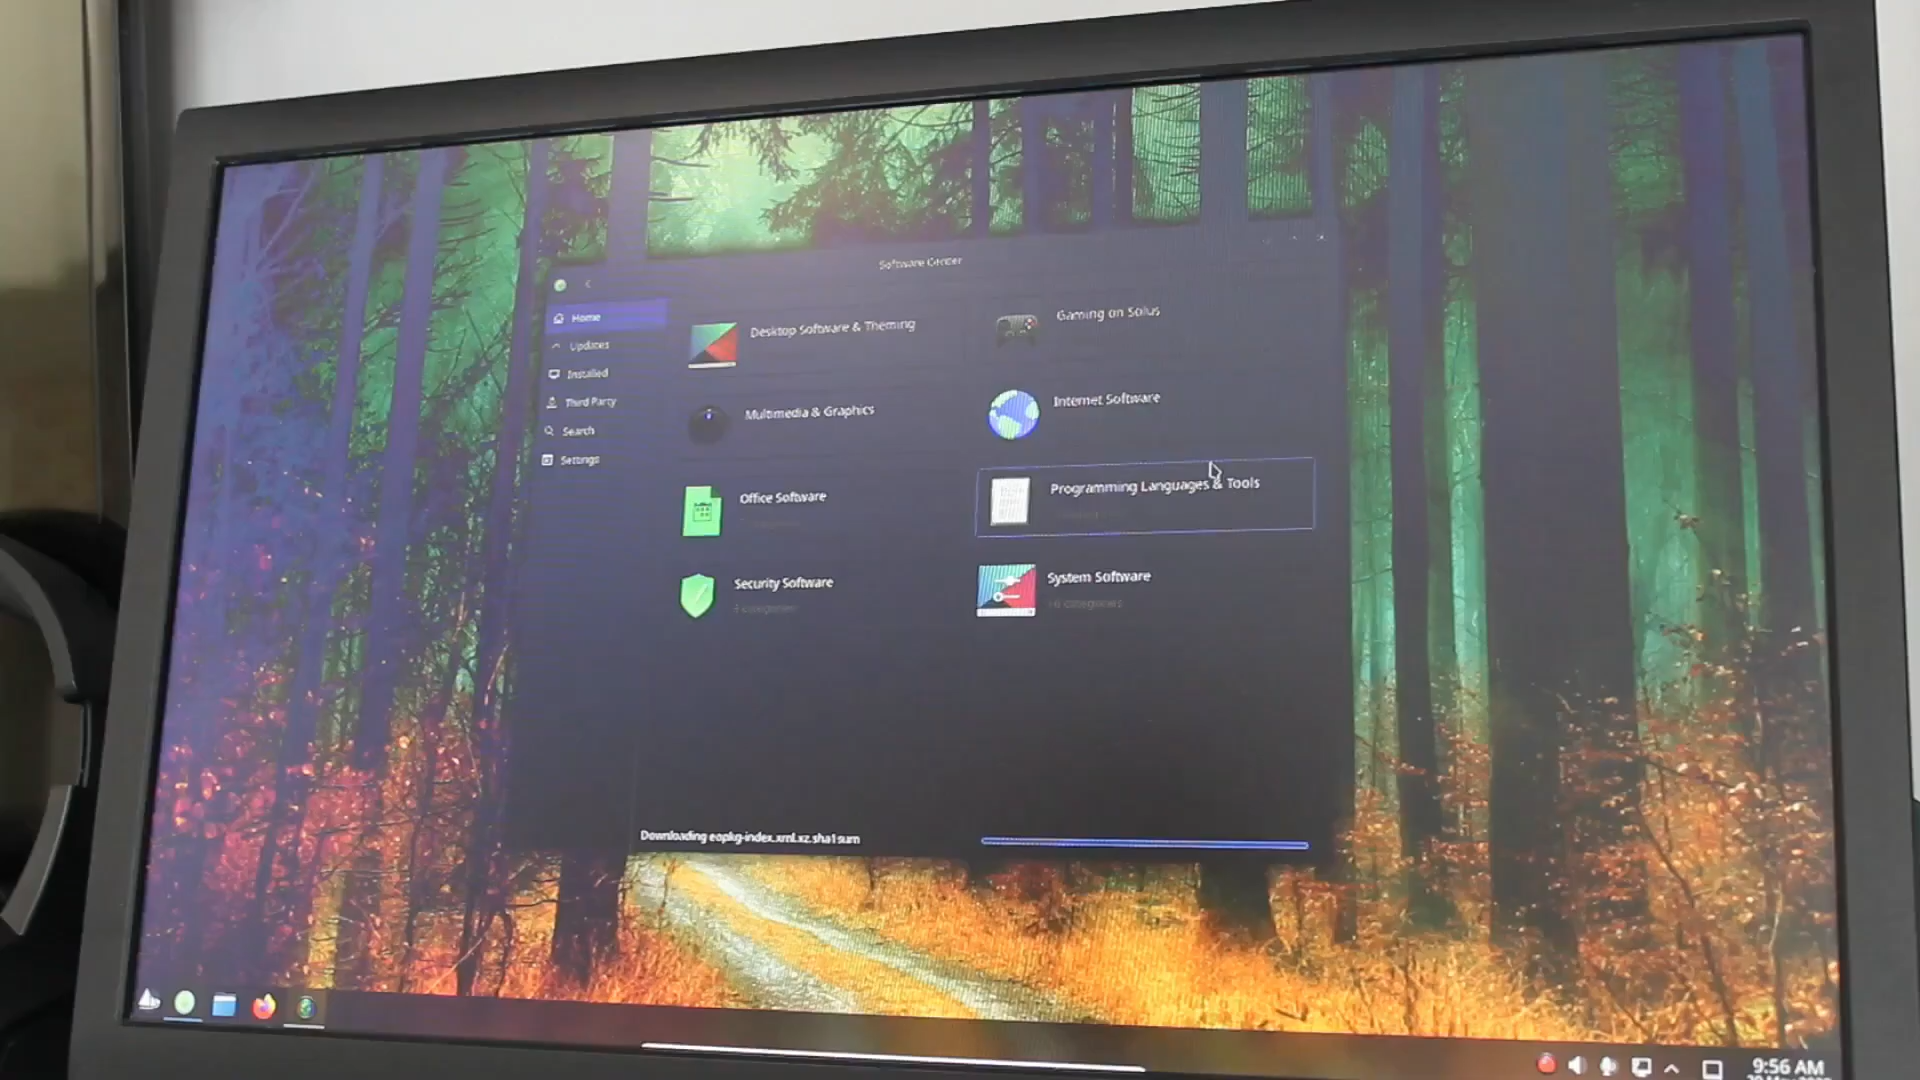 Software Center
Home
Updates
Installed
Third Party
Search
Settings
Desktop Software & Theming
Gaming on Solus
Multimedia & Graphics
Internet Software
Office Software
Programming Languages & Tools
Security Software
System Software
categories
Downloading eopkg-index.xml.xz.sha1sum
9:56 AM